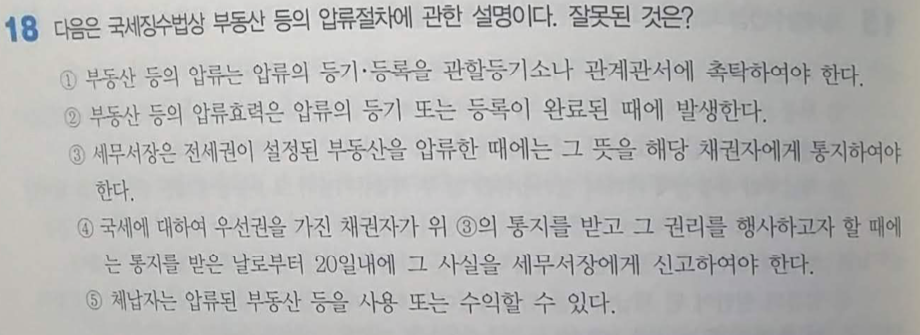 18 다음은 국세징수법상 부동산 등의 압류절차에 관한 설명이다. 잘못된 것은?
① 부동산 등의 압류는 압류의 등기·등록을 관할등기소나 관계관서에 촉탁하여야 한다.
② 부동산 등의 압류효력은 압류의 등기 또는 등록이 완료된 때에 발생한다.
③ 세무서장은 전세권이 설정된 부동산을 압류한 때에는 그 뜻을 해당 채권자에게 통지하여야
한다.
④ 국세에 대하여 우선권을 가진 채권자가 위 ③의 통지를 받고 그 권리를 행사하고자 할 때에
는 통지를 받은 날로부터 20일내에 그 사실을 세무서장에게 신고하여야 한다.
⑤ 체납자는 압류된 부동산 등을 사용 또는 수익할 수 있다.